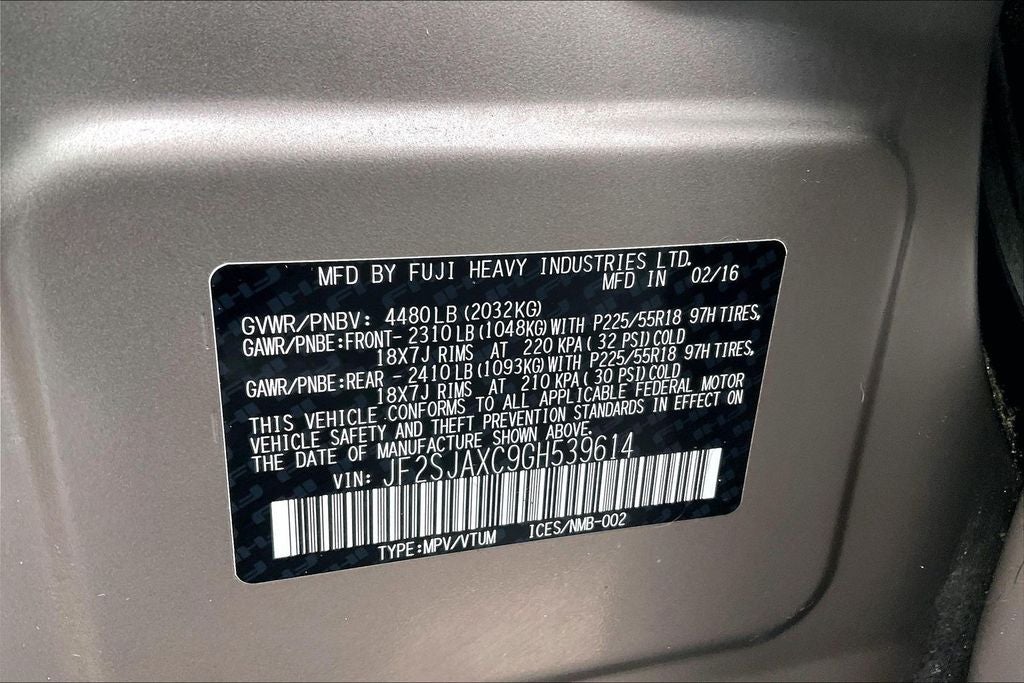 MFD BY FUJI HEAVY INDUSTRIES LTD.
MFD IN 02/16
GVWR/PNBV: 4480LB(2032KG)
GAWR/PNBE:FRONT- 2310LB(1048KG)WITH P225/55R18 97H TIRES,
18X7J RIMS AT 220 KPA( 32 PSI)COLD
GAWR/PNBE:REAR - 2410LB(1093KG)WITH P225/55R18 97H TIRES,
18X7J RIMS AT 210 KPA( 30 PSI)COLD
THIS VEHICLE CONFORMS TO ALL APPLICABLE FEDERAL MOTOR
VEHICLE SAFETY AND THEFT PREVENTION STANDARDS IN EFFECT ON
THE DATE OF MANUFACTURE SHOWN ABOVE.
VIN: JF2SJAXC9GH539614
TYPE:MPV/VTUM ICES/NMB-002